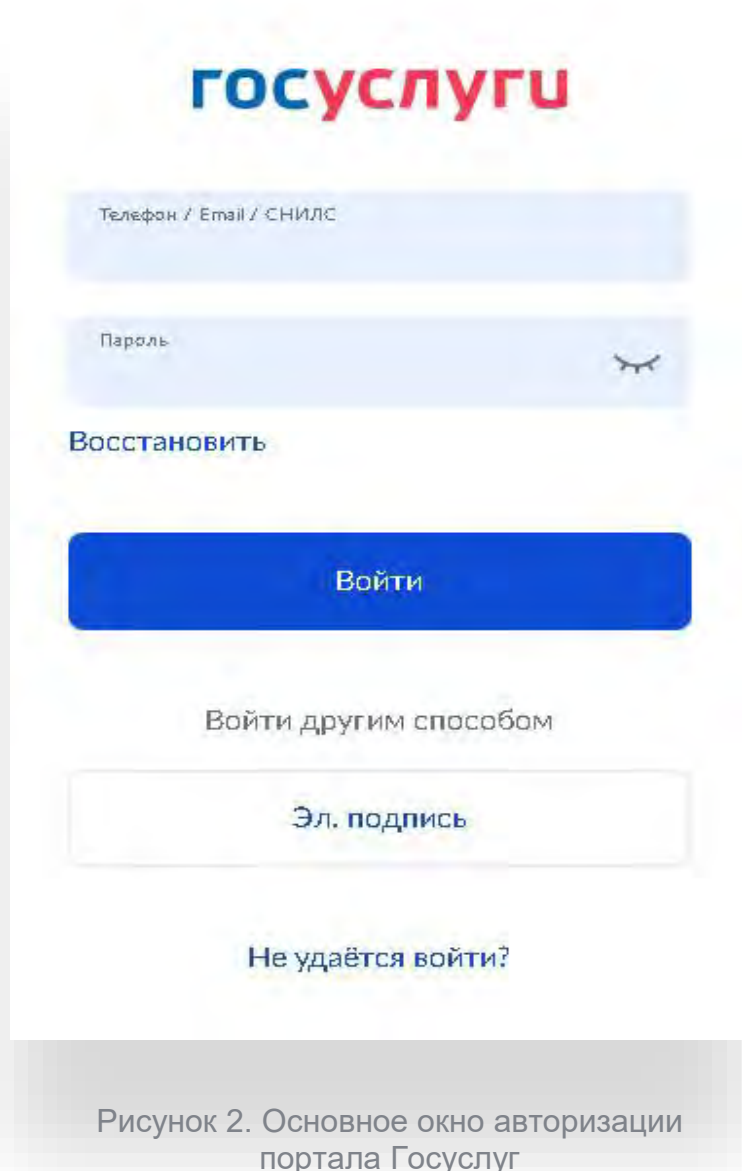 госуслуги
Телефон / Email / СНИЛС
Пароль
Восстановить
Войти
Войти другим способом
Эл. подпись
Не удаётся войти?
Рисунок 2. Основное окно авторизации
портала Госуслуг